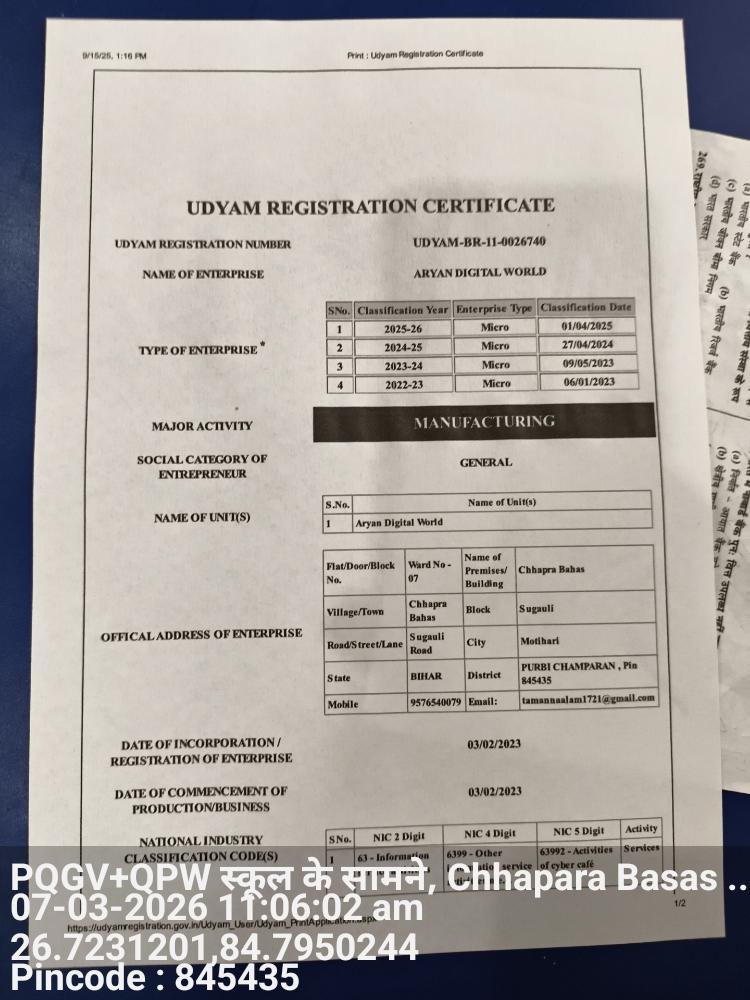 9/15/25, 1:16 PM Print : Udyam Registration Certificate
UDYAM REGISTRATION CERTIFICATE
UDYAM REGISTRATION NUMBER UDYAM-BR-11-0026740
NAME OF ENTERPRISE ARYAN DIGITAL WORLD
TYPE OF ENTERPRISE *
SNo. Classification Year Enterprise Type Classification Date
1 2025-26 Micro 01/04/2025
2 2024-25 Micro 27/04/2024
3 2023-24 Micro 09/05/2023
4 2022-23 Micro 06/01/2023
MAJOR ACTIVITY MANUFACTURING
SOCIAL CATEGORY OF
ENTREPRENEUR
GENERAL
NAME OF UNIT(S)
S.No. Name of Unit(s)
1 Aryan Digital World
OFFICAL ADDRESS OF ENTERPRISE
Flat/Door/Block No. Ward No - 07 Name of Premises/ Building Chhapra Bahas
Village/Town Chhapra Bahas Block Sugauli
Road/Street/Lane Sugauli Road City Motihari
State BIHAR District PURBI CHAMPARAN , Pin 845435
Mobile 9576540079 Email: tamannaalam1721@gmail.com
DATE OF INCORPORATION /
REGISTRATION OF ENTERPRISE
03/02/2023
DATE OF COMMENCEMENT OF
PRODUCTION/BUSINESS
03/02/2023
NATIONAL INDUSTRY
CLASSIFICATION CODE(S)
SNo. NIC 2 Digit NIC 4 Digit NIC 5 Digit Activity
1 63 - Information 6399 - Other service 63992 - Activities of cyber café Services
https://udyamregistration.gov.in/Udyam_User/Udyam_PrintApplication.aspx 1/2
PQGV+QPW स्कूल के सामने, Chhapara Basas ...
07-03-2026 11:06:02 am
26.7231201,84.7950244
Pincode : 845435